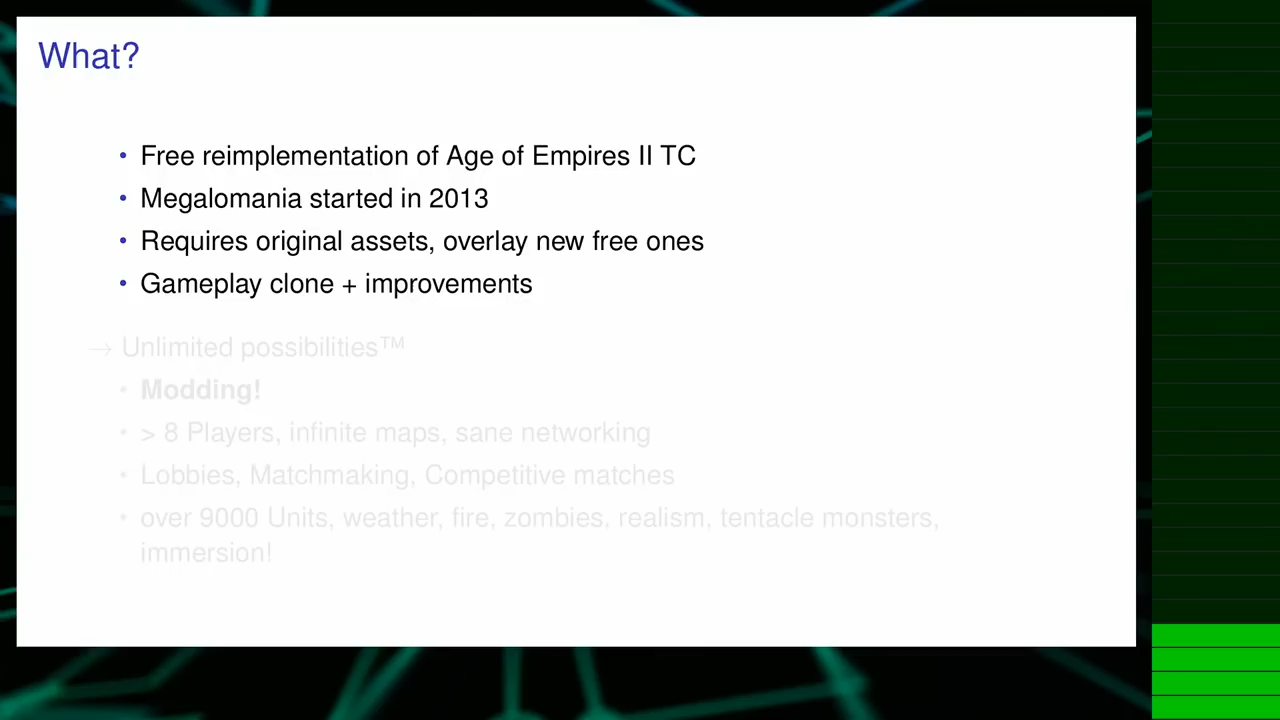 What?
• Free reimplementation of Age of Empires II TC
• Megalomania started in 2013
• Requires original assets, overlay new free ones
• Gameplay clone + improvements
→ Unlimited possibilities™
• Modding!
• > 8 Players, infinite maps, sane networking
• Lobbies, Matchmaking, Competitive matches
• over 9000 Units, weather, fire, zombies, realism, tentacle monsters,
immersion!